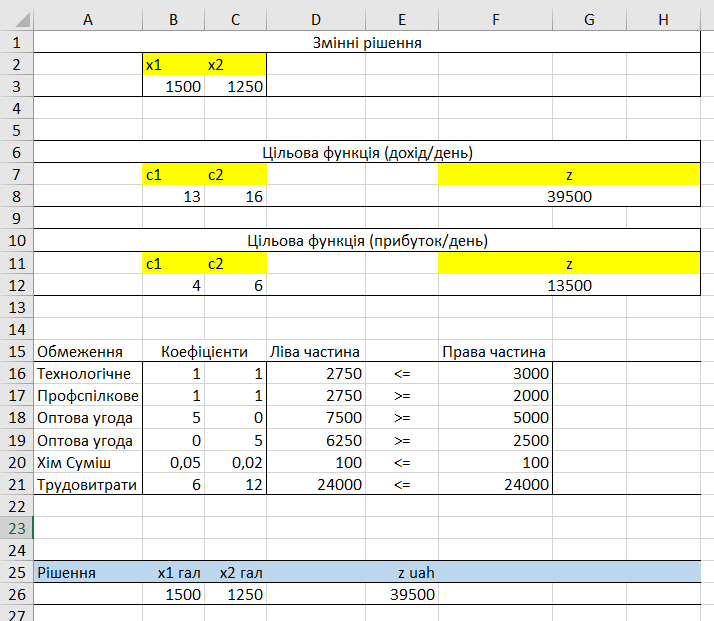 A B C D E F G H
1 Змінні рішення
2 x1 x2
3 1500 1250
4
5
6 Цільова функція (дохід/день)
7 c1 c2 z
8 13 16 39500
9
10 Цільова функція (прибуток/день)
11 c1 c2 z
12 4 6 13500
13
14
15 Обмеження Коефіцієнти Ліва частина Права частина
16 Технологічне 1 1 2750 <= 3000
17 Профспілкове 1 1 2750 >= 2000
18 Оптова угода 5 0 7500 >= 5000
19 Оптова угода 0 5 6250 >= 2500
20 Хім Суміш 0,05 0,02 100 <= 100
21 Трудовитрати 6 12 24000 <= 24000
22
23
24
25 Рішення x1 гал x2 гал z uah
26 1500 1250 39500
27